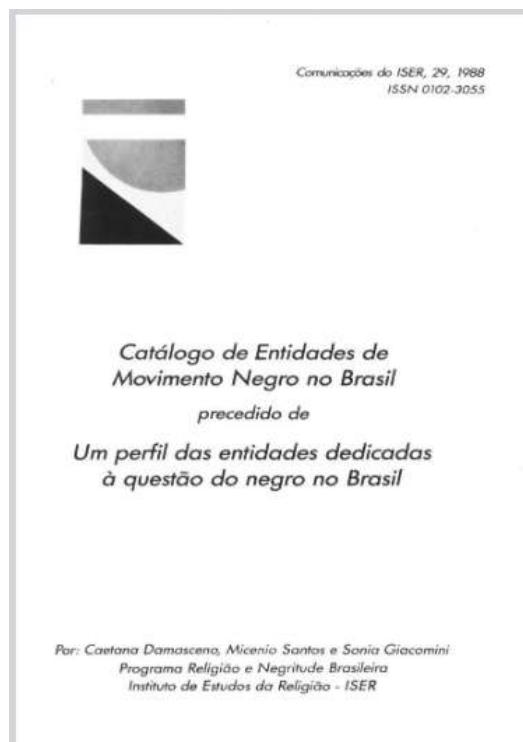 Comunicações do ISER, 29, 1988
ISSN 0102-3055
Catálogo de Entidades de
Movimento Negro no Brasil
precedido de
Um perfil das entidades dedicadas
à questão do negro no Brasil
Por: Caetana Damasceno, Micenio Santos e Sonia Giacomini
Programa Religião e Negritude Brasileira
Instituto de Estudos da Religião - ISER